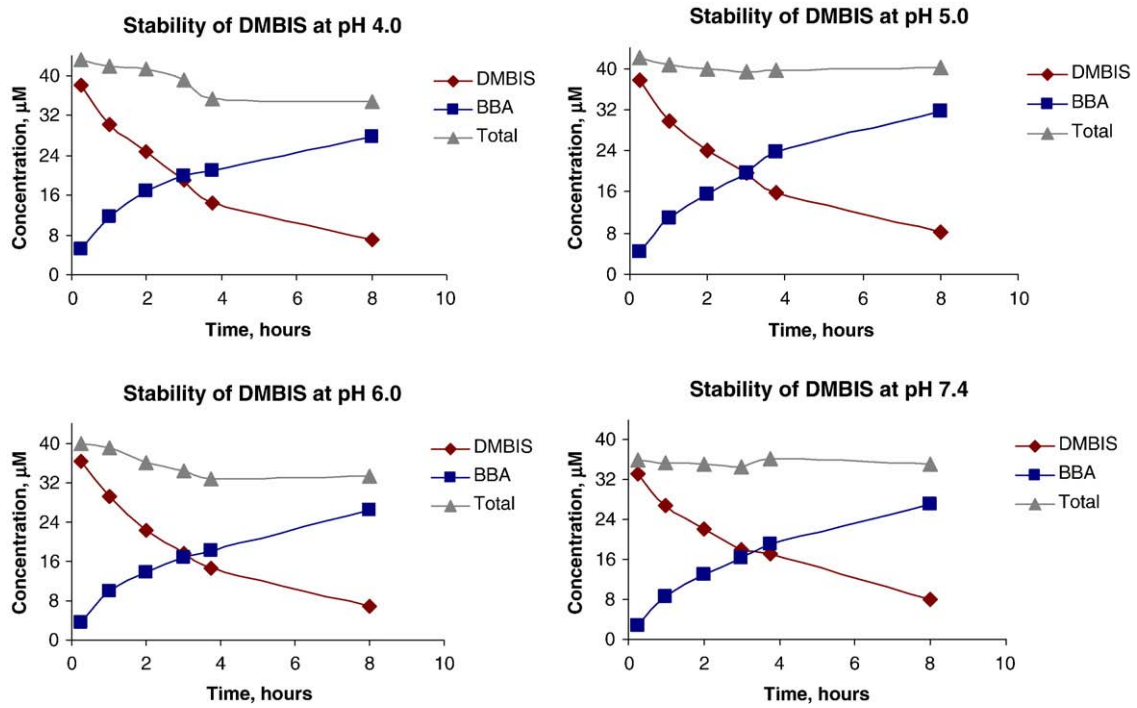 Stability of DMBIS at pH 4.0
Concentration, µM
40
32
24
16
8
0
0 2 4 6 8 10
Time, hours
DMBIS
BBA
Total
Stability of DMBIS at pH 5.0
Concentration, µM
40
32
24
16
8
0
0 2 4 6 8 10
Time, hours
DMBIS
BBA
Total
Stability of DMBIS at pH 6.0
Concentration, µM
40
32
24
16
8
0
0 2 4 6 8 10
Time, hours
DMBIS
BBA
Total
Stability of DMBIS at pH 7.4
Concentration, µM
40
32
24
16
8
0
0 2 4 6 8 10
Time, hours
DMBIS
BBA
Total